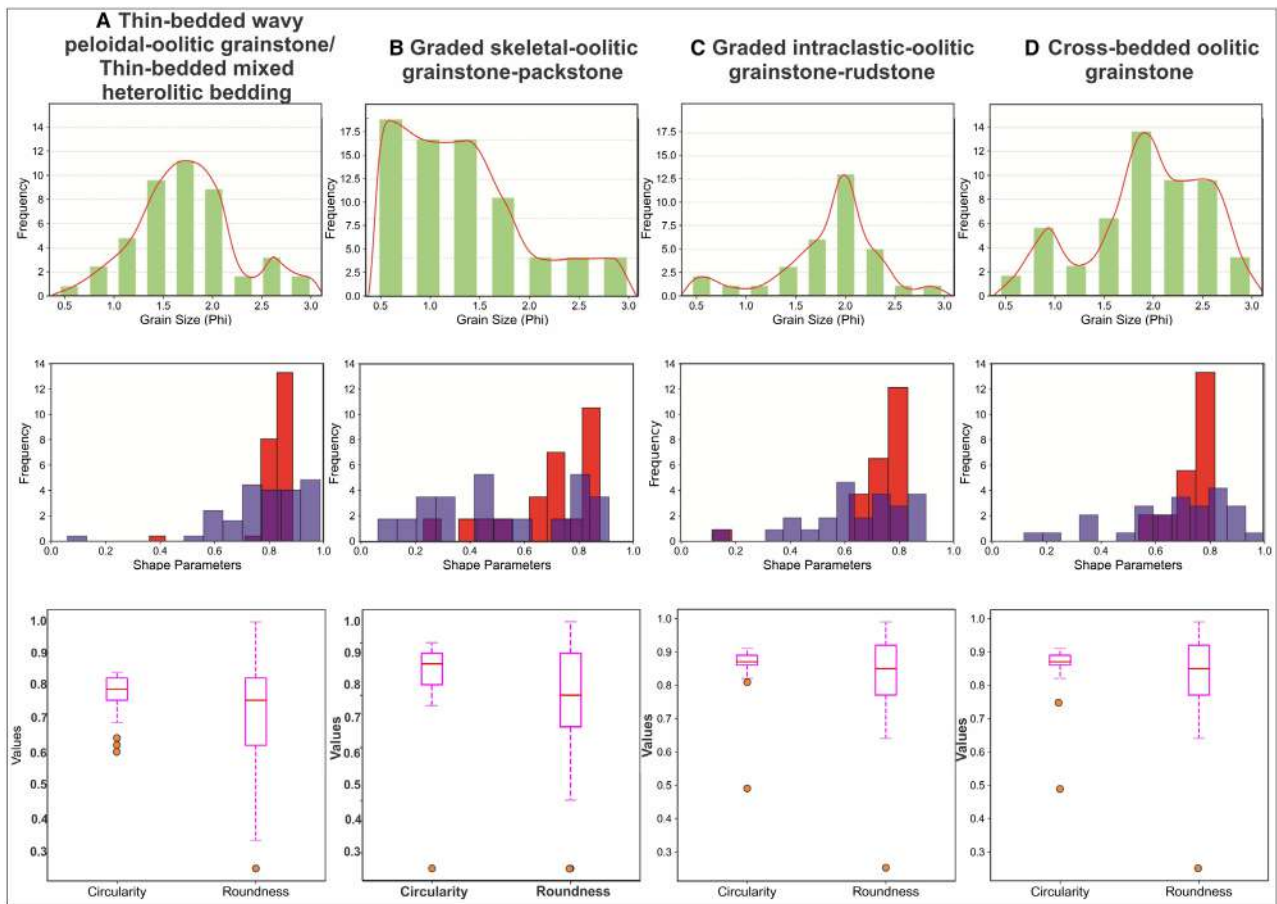 A Thin-bedded wavy
peloidal-oolitic grainstone/
Thin-bedded mixed
heterolitic bedding
B Graded skeletal-oolitic
grainstone-packstone
C Graded intraclastic-oolitic
grainstone-rudstone
D Cross-bedded oolitic
grainstone
Frequency
14
12
10
8
6
4
2
0
0.5 1.0 1.5 2.0 2.5 3.0
Grain Size (Phi)
Frequency
17.5
15.0
12.5
10.0
7.5
5.0
2.5
0.0
0.5 1.0 1.5 2.0 2.5 3.0
Grain Size (Phi)
Frequency
17.5
15.0
12.5
10.0
7.5
5.0
2.5
0.0
0.5 1.0 1.5 2.0 2.5 3.0
Grain Size (Phi)
Frequency
14
12
10
8
6
4
2
0
0.5 1.0 1.5 2.0 2.5 3.0
Grain Size (Phi)
Frequency
14
12
10
8
6
4
2
0
0.0 0.2 0.4 0.6 0.8 1.0
Shape Parameters
Frequency
14
12
10
8
6
4
2
0
0.0 0.2 0.4 0.6 0.8 1.0
Shape Parameters
Frequency
14
12
10
8
6
4
2
0
0.0 0.2 0.4 0.6 0.8 1.0
Shape Parameters
Frequency
14
12
10
8
6
4
2
0
0.0 0.2 0.4 0.6 0.8 1.0
Shape Parameters
Values
1.0
0.9
0.8
0.7
0.6
0.5
0.4
0.3
Circularity Roundness
Values
1.0
0.9
0.8
0.7
0.6
0.5
0.4
0.3
Circularity Roundness
Values
1.0
0.9
0.8
0.7
0.6
0.5
0.4
0.3
Circularity Roundness
Values
1.0
0.9
0.8
0.7
0.6
0.5
0.4
0.3
Circularity Roundness